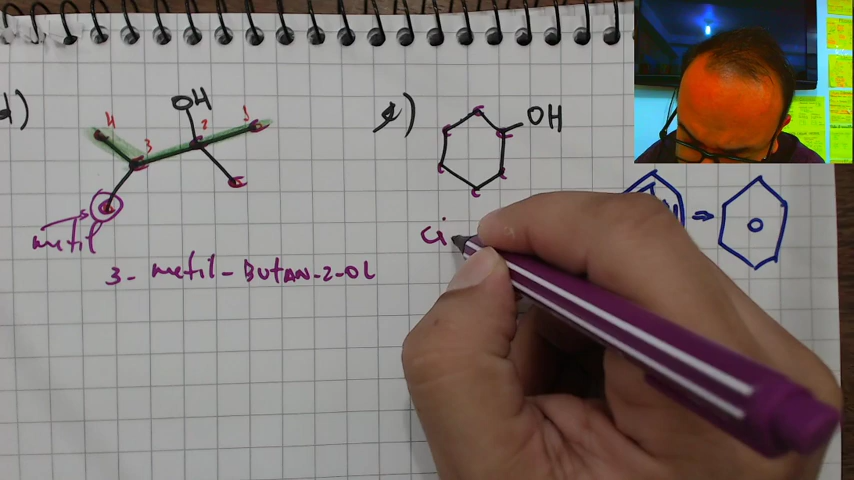 d)
OH
4 3 2 1
metil
3- metil - BUTAN-2-OL
e)
OH
Ci